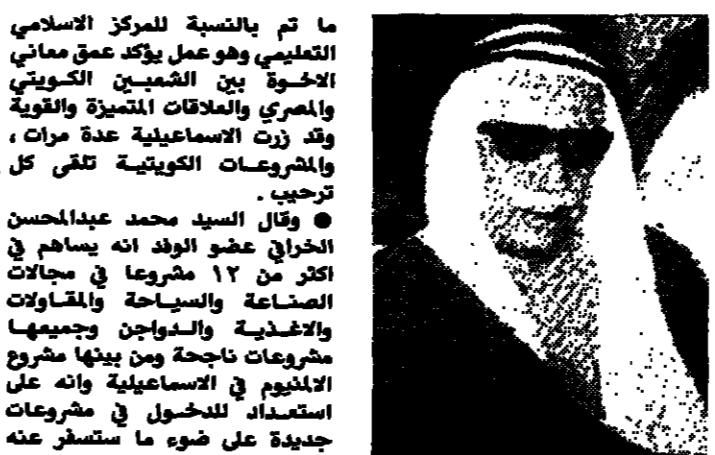 ما تم بالنسبة للمركز الاسلامي
التعليمي وهو عمل يؤكد عمق معاني
الاخوة بين الشعبين الكويتي
والمصري والعلاقات المتميزة والقوية
وقد زرت الاسماعيلية عدة مرات ،
والمشروعات الكويتية تلقى كل
ترحيب .
● وقال السيد محمد عبدالمحسن
الخرافي عضو الوفد انه يساهم في
اكثر من ١٢ مشروعا في مجالات
الصناعة والسياحة والمقاولات
والاغذية والدواجن وجميعها
مشروعات ناجحة ومن بينها مشروع
الالمنيوم في الاسماعيلية وانه على
استعداد للدخول في مشروعات
جديدة على ضوء ما ستسفر عنه